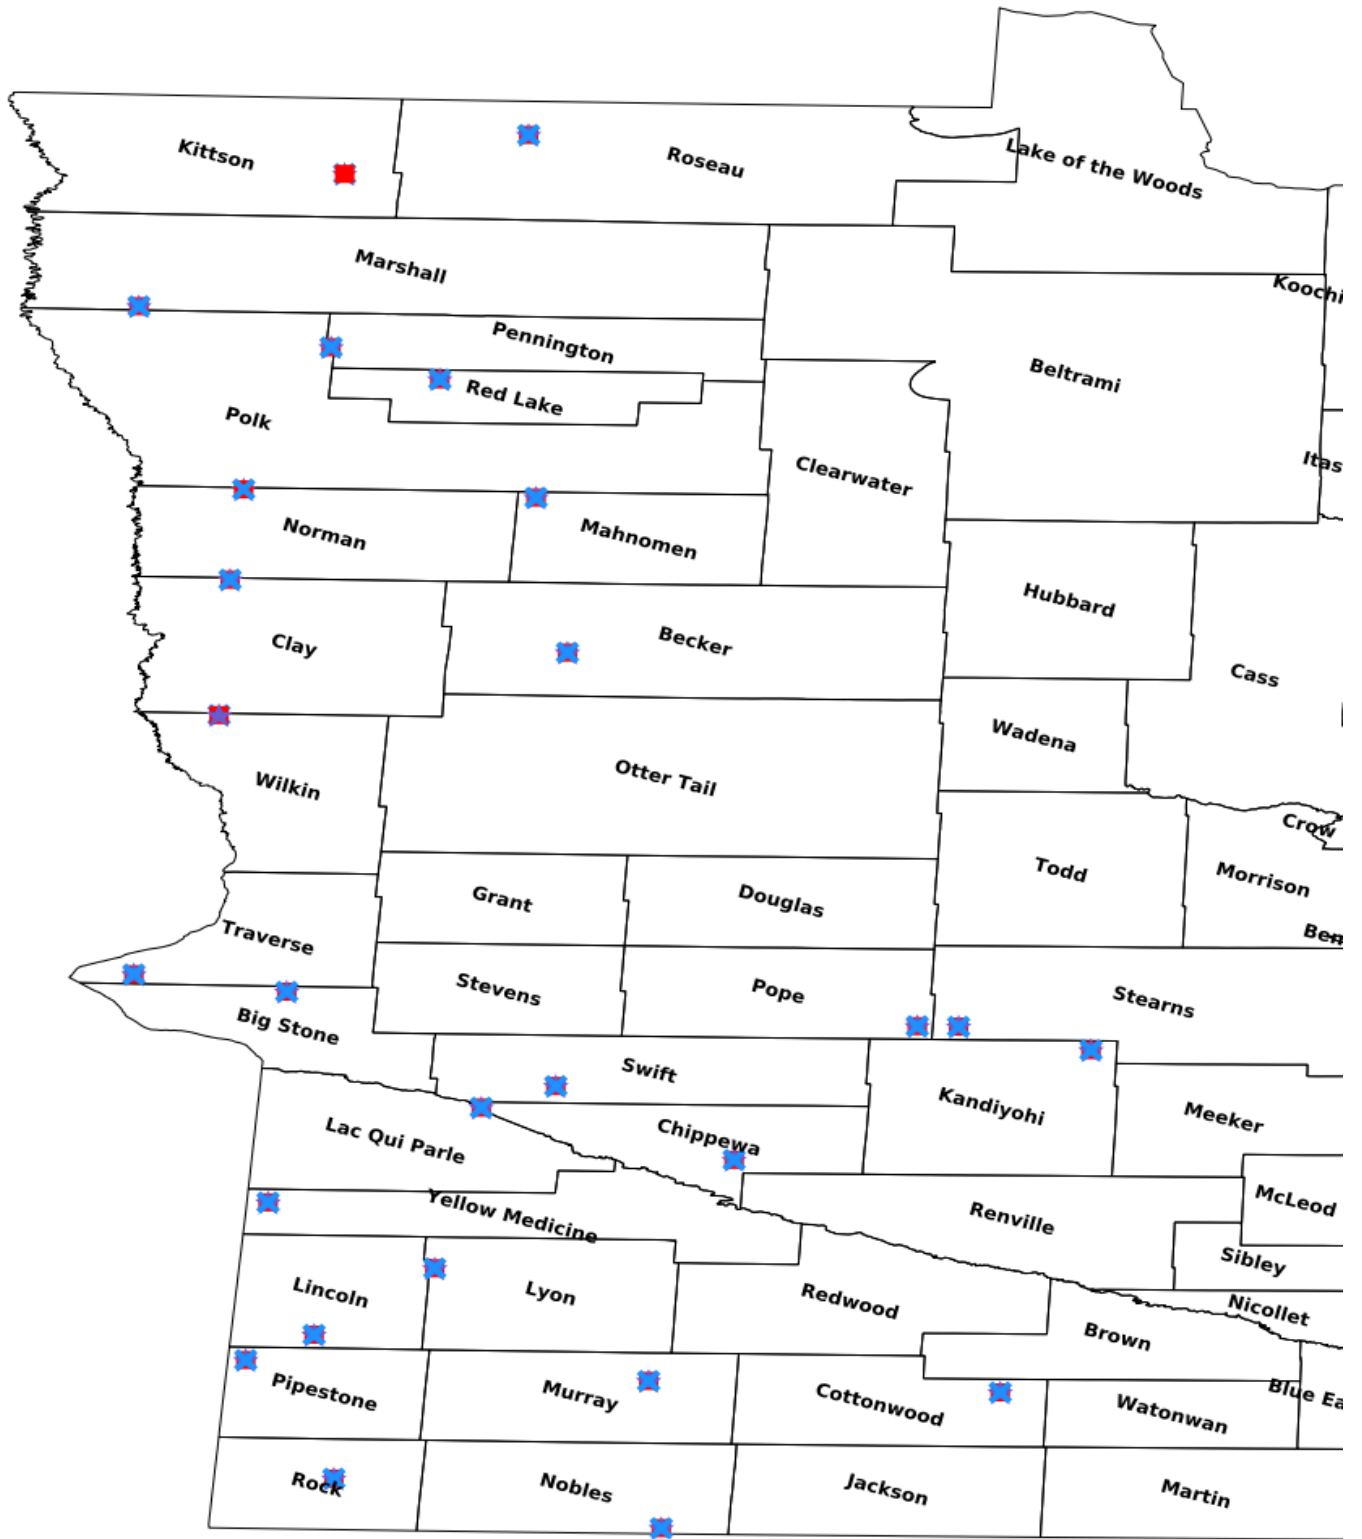 Kittson
Roseau
Lake of the Woods
Marshall
Koochi
Pennington
Beltrami
Red Lake
Polk
Clearwater
Itas
Norman
Mahnomen
Hubbard
Clay
Becker
Cass
Wadena
Otter Tail
Wilkin
Crow
Todd
Morrison
Grant
Douglas
Traverse
Ben
Stevens
Pope
Stearns
Big Stone
Swift
Kandiyohi
Meeker
Lac Qui Parle
Chippewa
McLeod
Yellow Medicine
Renville
Sibley
Lincoln
Lyon
Redwood
Nicollet
Brown
Pipestone
Murray
Cottonwood
Blue Ea
Watonwan
Rock
Nobles
Jackson
Martin